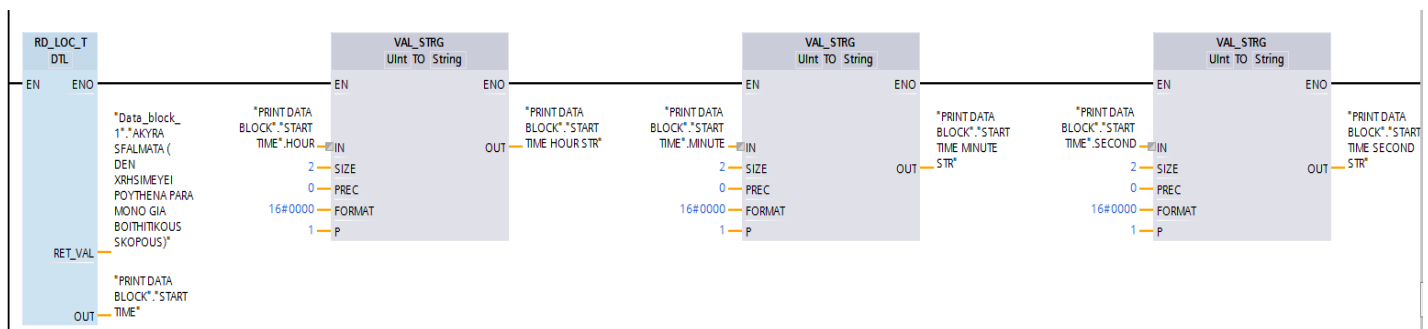 RD_LOC_T
DTL
EN ENO
"Data_block_
1"."AKYRA
SFALMATA (
DEN
XRHSIMEYEI
POYTHENA PARA
MONO GIA
BOITHITIKOUS
SKOPOUS)"
RET_VAL
"PRINT DATA
BLOCK"."START
TIME"
OUT
VAL_STRG
UInt TO String
EN ENO
"PRINT DATA
BLOCK"."START
TIME".HOUR
IN
2 SIZE
0 PREC
16#0000 FORMAT
1 P
OUT
"PRINT DATA
BLOCK"."START
TIME HOUR STR"
VAL_STRG
UInt TO String
EN ENO
"PRINT DATA
BLOCK"."START
TIME".MINUTE
IN
2 SIZE
0 PREC
16#0000 FORMAT
1 P
OUT
"PRINT DATA
BLOCK"."START
TIME MINUTE
STR"
VAL_STRG
UInt TO String
EN ENO
"PRINT DATA
BLOCK"."START
TIME".SECOND
IN
2 SIZE
0 PREC
16#0000 FORMAT
1 P
OUT
"PRINT DATA
BLOCK"."START
TIME SECOND
STR"